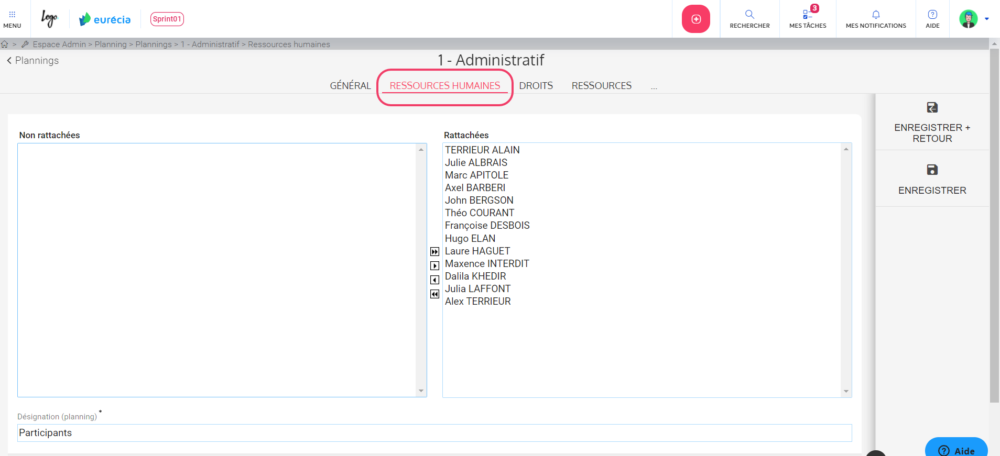 MENU
Logo
eurécia
Sprint01
RECHERCHER
3
MES TÂCHES
MES NOTIFICATIONS
AIDE
> Espace Admin > Planning > Plannings > 1 - Administratif > Ressources humaines
Plannings
1 - Administratif
GÉNÉRAL
RESSOURCES HUMAINES
DROITS
RESSOURCES
...
ENREGISTRER +
RETOUR
ENREGISTRER
Non rattachées
Rattachées
TERRIEUR ALAIN
Julie ALBRAIS
Marc APITOLE
Axel BARBERI
John BERGSON
Théo COURANT
Françoise DESBOIS
Hugo ELAN
Laure HAGUET
Maxence INTERDIT
Dalila KHEDIR
Julia LAFFONT
Alex TERRIEUR
Désignation (planning) *
Participants
? Aide